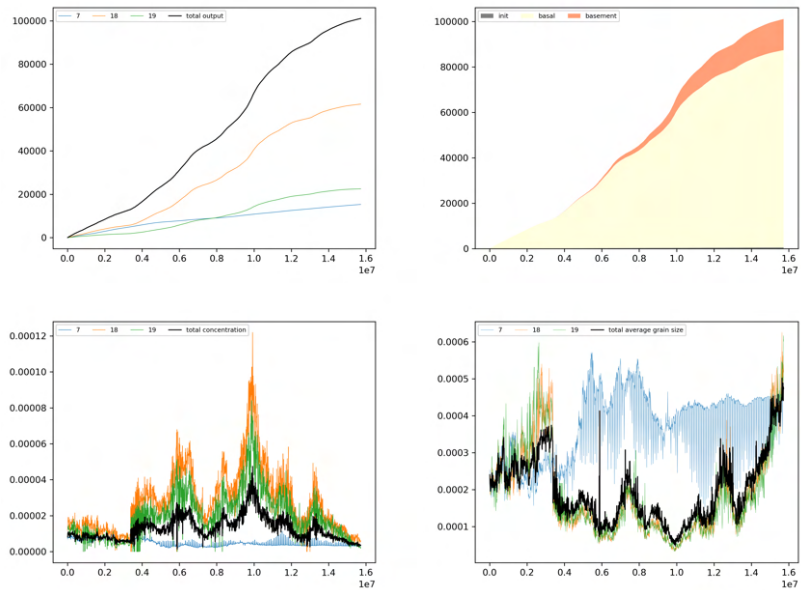 7 18 19 total output
100000
80000
60000
40000
20000
0
0.0 0.2 0.4 0.6 0.8 1.0 1.2 1.4 1.6
1e7
init basal basement
100000
80000
60000
40000
20000
0
0.0 0.2 0.4 0.6 0.8 1.0 1.2 1.4 1.6
1e7
7 18 19 total concentration
0.00012
0.00010
0.00008
0.00006
0.00004
0.00002
0.00000
0.0 0.2 0.4 0.6 0.8 1.0 1.2 1.4 1.6
1e7
7 18 19 total average grain size
0.0006
0.0005
0.0004
0.0003
0.0002
0.0001
0.0 0.2 0.4 0.6 0.8 1.0 1.2 1.4 1.6
1e7